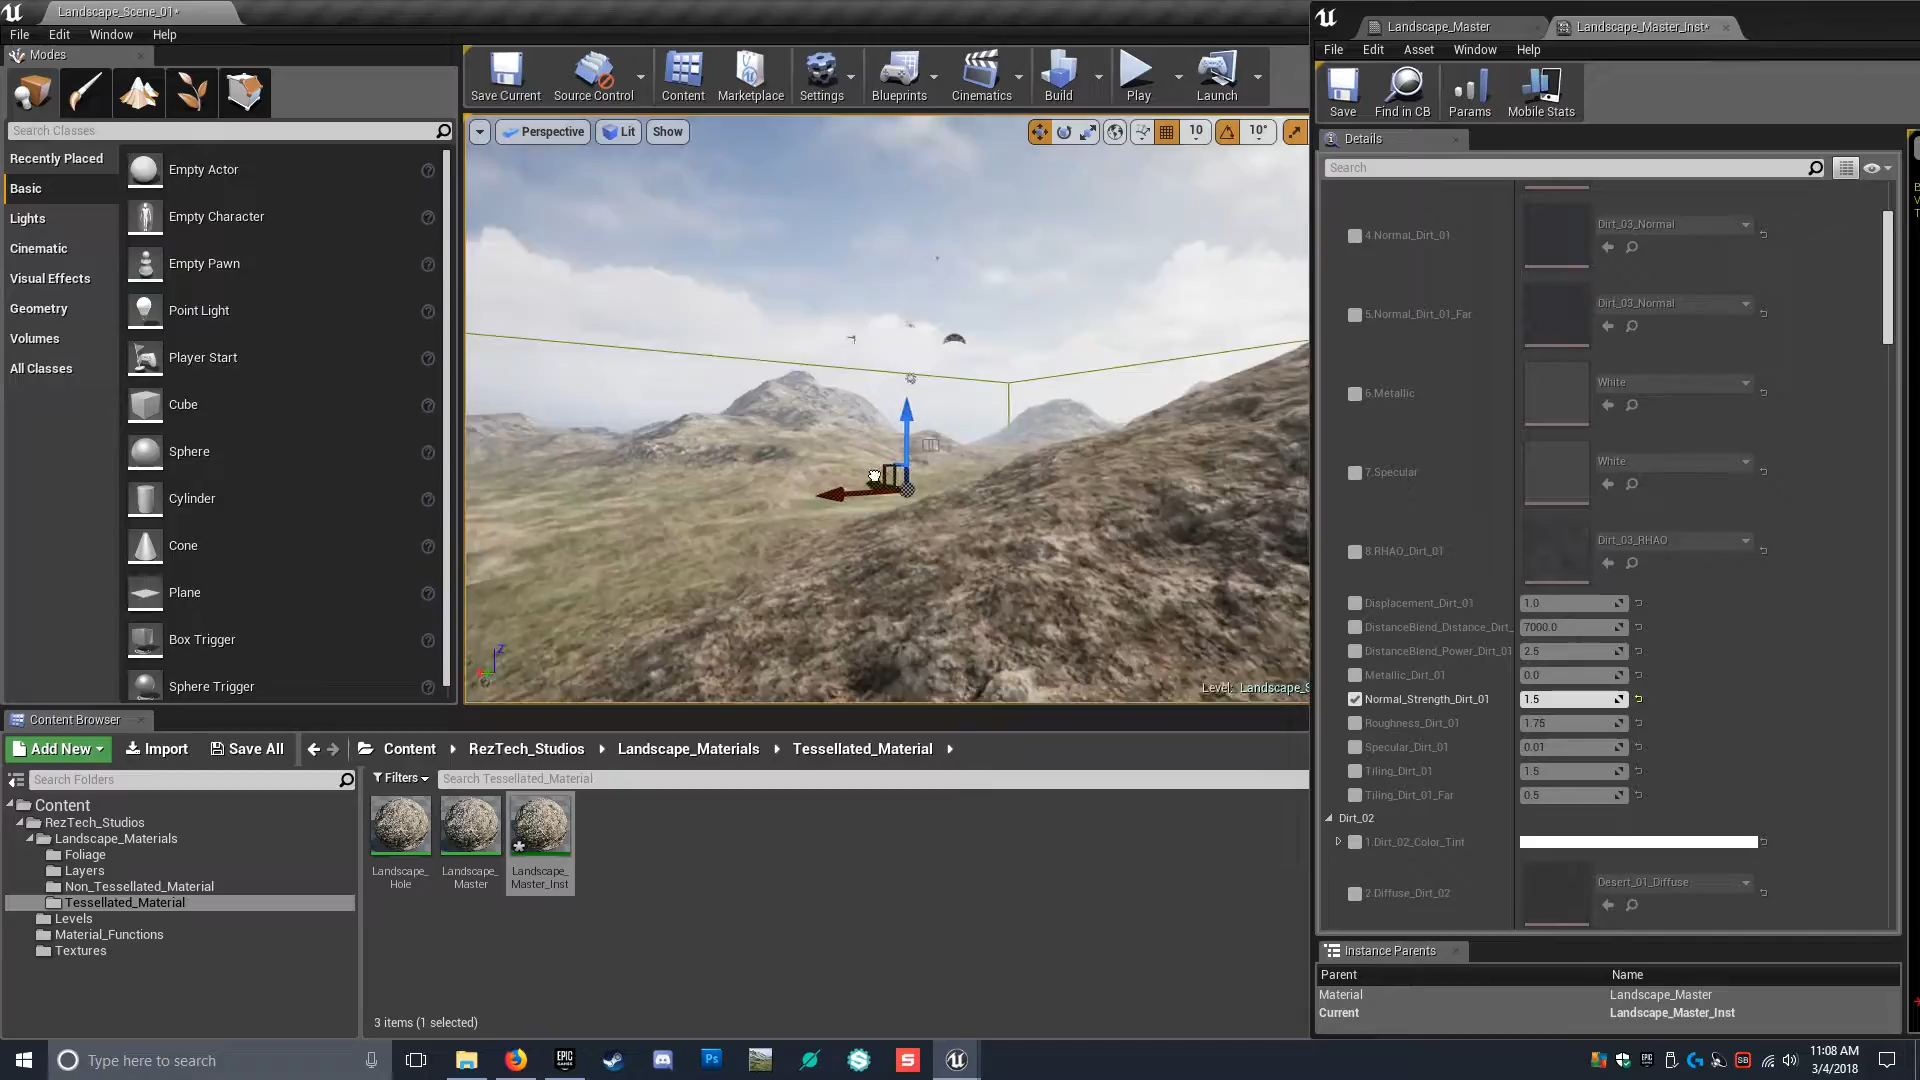 Landscape_Scene_01*
File Edit Window Help
Modes
Search Classes
Recently Placed
Basic
Lights
Cinematic
Visual Effects
Geometry
Volumes
All Classes
Empty Actor
Empty Character
Empty Pawn
Point Light
Player Start
Cube
Sphere
Cylinder
Cone
Plane
Box Trigger
Sphere Trigger
Save Current Source Control Content Marketplace Settings Blueprints Cinematics Build Play Launch
Perspective Lit Show 10 10°
Z
Level: Landscape_S
Landscape_Master Landscape_Master_Inst*
File Edit Asset Window Help
Save Find in CB Params Mobile Stats
Details
Search
4.Normal_Dirt_01 Dirt_03_Normal
5.Normal_Dirt_01_Far Dirt_03_Normal
6.Metallic White
7.Specular White
8.RHAO_Dirt_01 Dirt_03_RHAO
Displacement_Dirt_01 1.0
DistanceBlend_Distance_Dirt_ 7000.0
DistanceBlend_Power_Dirt_01 2.5
Metallic_Dirt_01 0.0
Normal_Strength_Dirt_01 1.5
Roughness_Dirt_01 1.75
Specular_Dirt_01 0.01
Tiling_Dirt_01 1.5
Tiling_Dirt_01_Far 0.5
Dirt_02
1.Dirt_02_Color_Tint
2.Diffuse_Dirt_02 Desert_01_Diffuse
Instance Parents
Parent Name
Material Landscape_Master
Current Landscape_Master_Inst
Content Browser
Add New Import Save All Content RezTech_Studios Landscape_Materials Tessellated_Material
Search Folders
Filters Search Tessellated_Material
Content
RezTech_Studios
Landscape_Materials
Foliage
Layers
Non_Tessellated_Material
Tessellated_Material
Levels
Material_Functions
Textures
Landscape_
Hole
Landscape_
Master
Landscape_
Master_Inst
3 items (1 selected)
Type here to search
EPIC
GAMES
Ps
S
SB
11:08 AM
3/4/2018